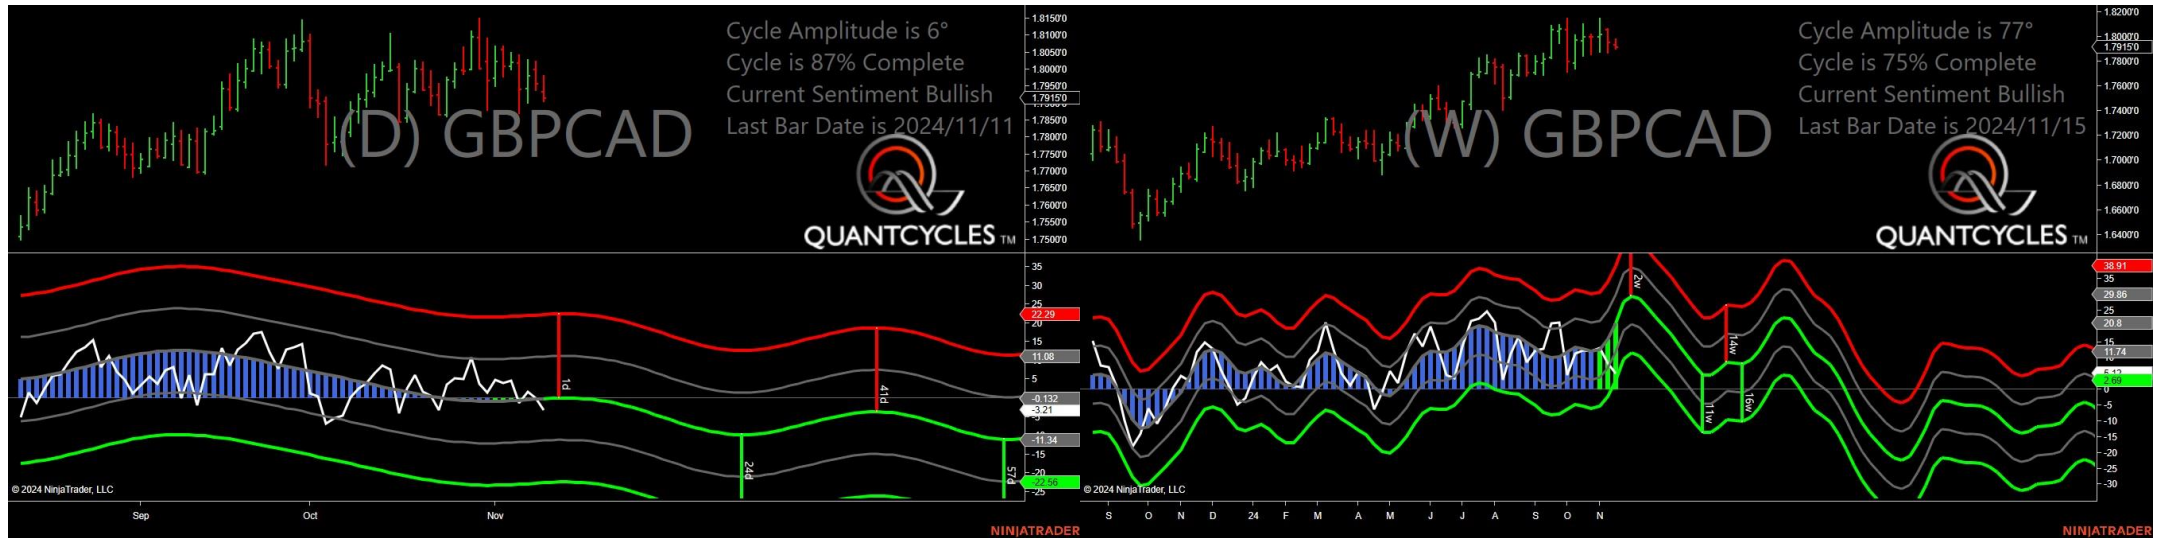 Cycle Amplitude is 6°
Cycle is 87% Complete
Current Sentiment Bullish
Last Bar Date is 2024/11/11
(D) GBPCAD
QUANTCYCLES TM
1.8150'0
1.8100'0
1.8050'0
1.8000'0
1.7950'0
1.7915'0
1.7850'0
1.7800'0
1.7750'0
1.7700'0
1.7650'0
1.7600'0
1.7550'0
1.7500'0
35
30
25
22.29
20
15
11.08
5
-0.132
-3.21
-11.34
-15
-20
-22.56
-25
1d
24d
41d
57d
© 2024 NinjaTrader, LLC
Sep
Oct
Nov
NINJATRADER
Cycle Amplitude is 77°
Cycle is 75% Complete
Current Sentiment Bullish
Last Bar Date is 2024/11/15
(W) GBPCAD
QUANTCYCLES TM
1.8200'0
1.8000'0
1.7915'0
1.7800'0
1.7600'0
1.7400'0
1.7200'0
1.7000'0
1.6800'0
1.6600'0
1.6400'0
38.91
35
29.86
25
20.8
15
11.74
2.69
0
-5
-10
-15
-20
-25
-30
2w
11w
14w
16w
© 2024 NinjaTrader, LLC
S
O
N
D
24
F
M
A
M
J
J
A
S
O
N
NINJATRADER